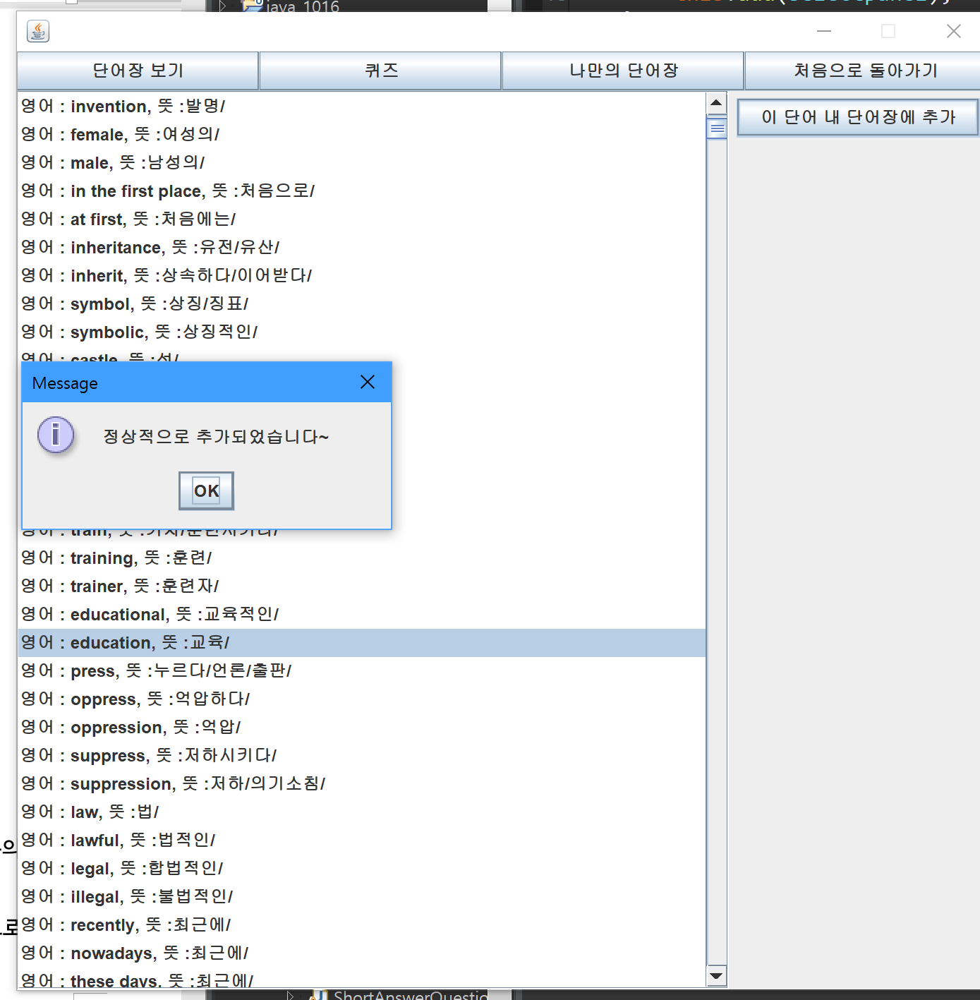 java_1016
단어장 보기
퀴즈
나만의 단어장
처음으로 돌아가기
이 단어 내 단어장에 추가
영어 : invention, 뜻 :발명/
영어 : female, 뜻 :여성의/
영어 : male, 뜻 :남성의/
영어 : in the first place, 뜻 :처음으로/
영어 : at first, 뜻 :처음에는/
영어 : inheritance, 뜻 :유전/유산/
영어 : inherit, 뜻 :상속하다/이어받다/
영어 : symbol, 뜻 :상징/징표/
영어 : symbolic, 뜻 :상징적인/
영어 : castle, 뜻 :성/
Message
정상적으로 추가되었습니다~
OK
영어 : train, 뜻 :기차/훈련시키다/
영어 : training, 뜻 :훈련/
영어 : trainer, 뜻 :훈련자/
영어 : educational, 뜻 :교육적인/
영어 : education, 뜻 :교육/
영어 : press, 뜻 :누르다/언론/출판/
영어 : oppress, 뜻 :억압하다/
영어 : oppression, 뜻 :억압/
영어 : suppress, 뜻 :저하시키다/
영어 : suppression, 뜻 :저하/의기소침/
영어 : law, 뜻 :법/
영어 : lawful, 뜻 :법적인/
영어 : legal, 뜻 :합법적인/
영어 : illegal, 뜻 :불법적인/
영어 : recently, 뜻 :최근에/
영어 : nowadays, 뜻 :최근에/
영어 : these days, 뜻 :최근에/
의
로
ShortAnswerQuestio